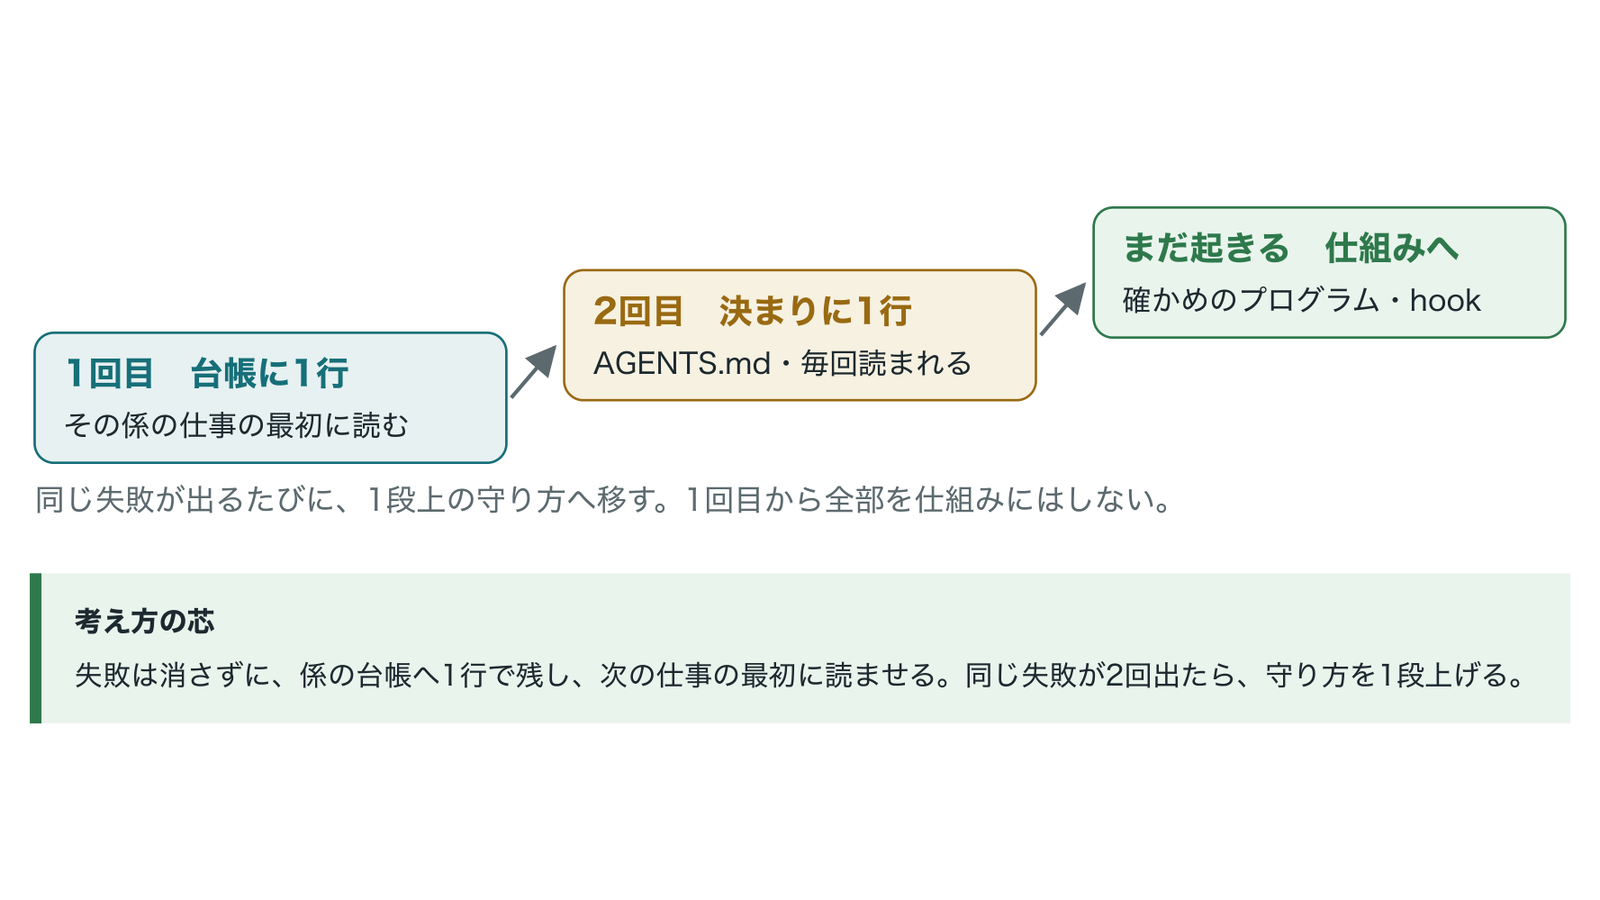 1回目　台帳に1行
その係の仕事の最初に読む
2回目　決まりに1行
AGENTS.md・毎回読まれる
まだ起きる　仕組みへ
確かめのプログラム・hook
同じ失敗が出るたびに、1段上の守り方へ移す。1回目から全部を仕組みにはしない。
考え方の芯
失敗は消さずに、係の台帳へ1行で残し、次の仕事の最初に読ませる。同じ失敗が2回出たら、守り方を1段上げる。